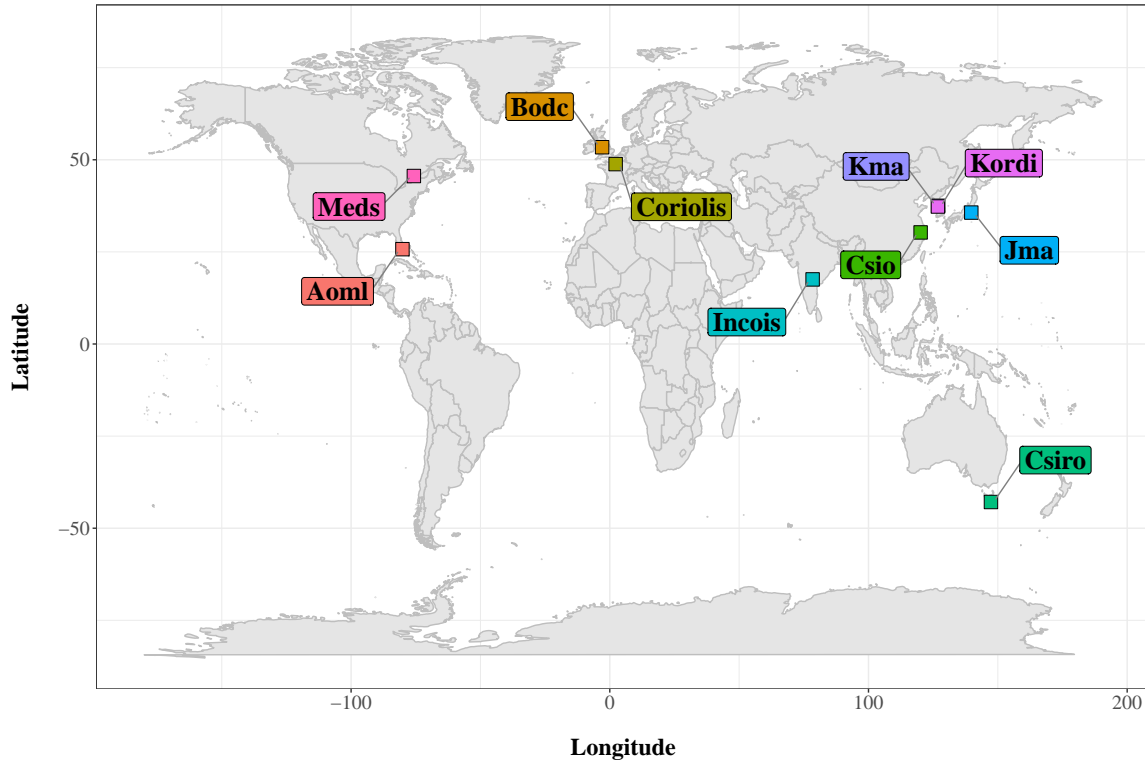 Bodc
Kma
Kordi
Meds
Coriolis
Jma
Csio
Aoml
Incois
Csiro
50
0
−50
−100
0
100
200
Latitude
Longitude